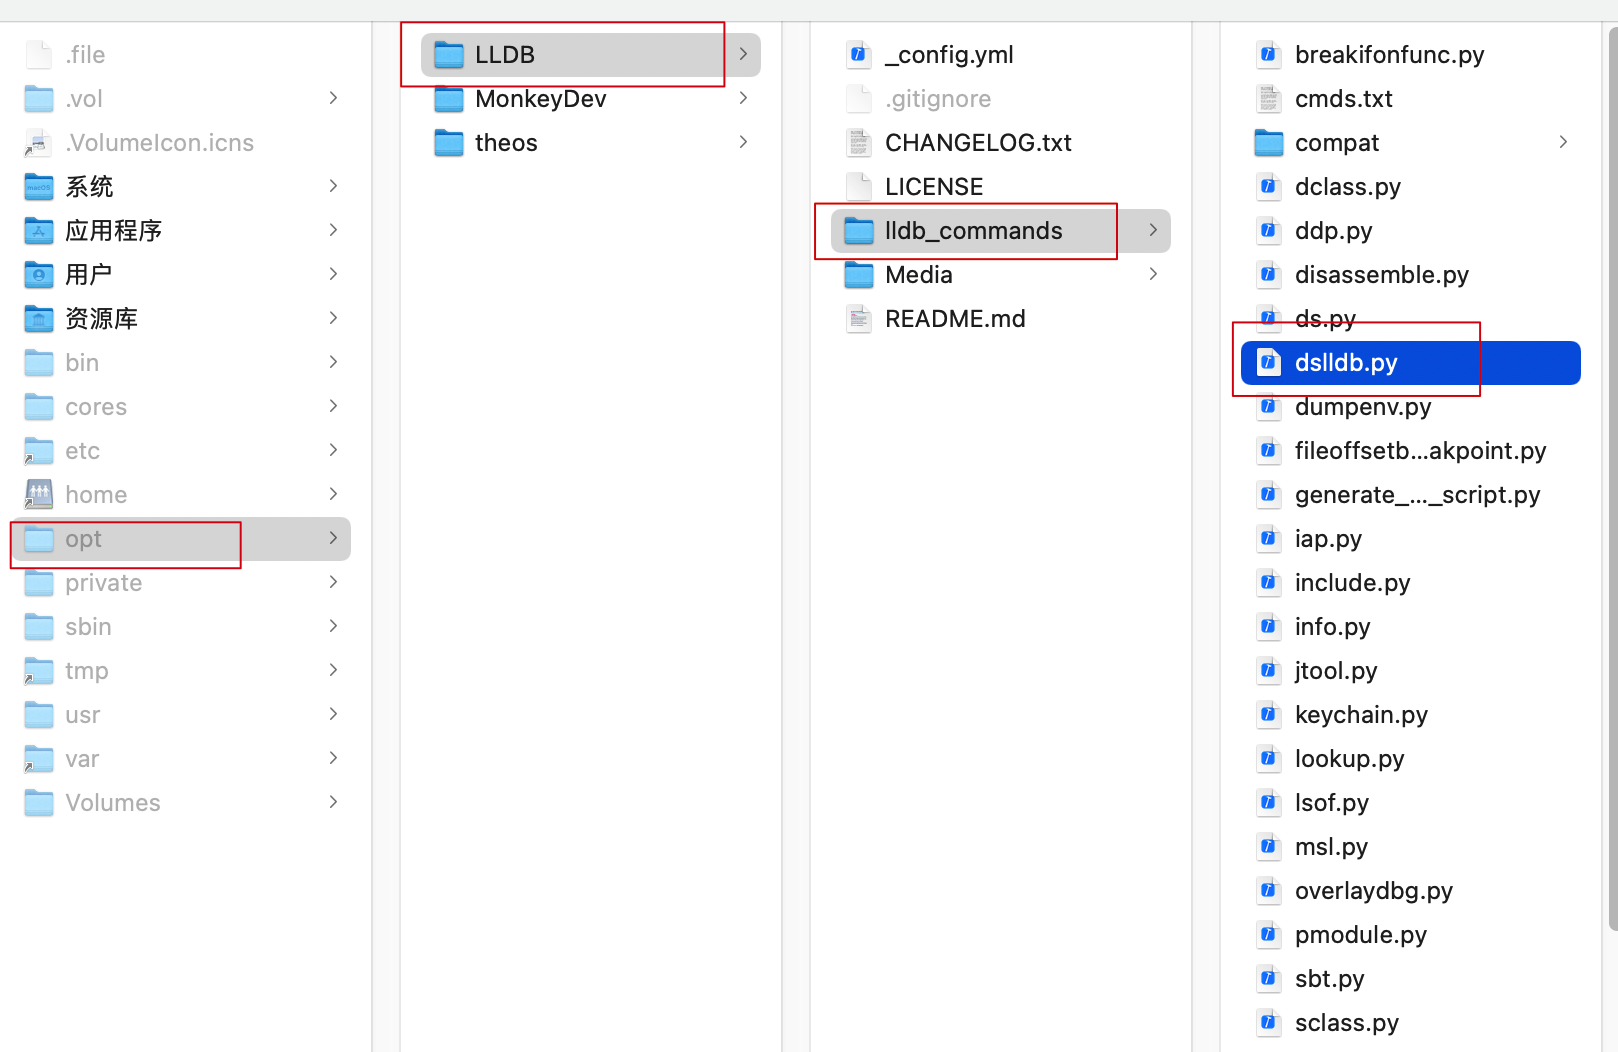 .file
.vol
.VolumeIcon.icns
系统
应用程序
用户
资源库
bin
cores
etc
home
opt
private
sbin
tmp
usr
var
Volumes
LLDB
MonkeyDev
theos
_config.yml
.gitignore
CHANGELOG.txt
LICENSE
lldb_commands
Media
README.md
breakifonfunc.py
cmds.txt
compat
dclass.py
ddp.py
disassemble.py
ds.py
dslldb.py
dumpenv.py
fileoffsetb...akpoint.py
generate_..._script.py
iap.py
include.py
info.py
jtool.py
keychain.py
lookup.py
lsof.py
msl.py
overlaydbg.py
pmodule.py
sbt.py
sclass.py